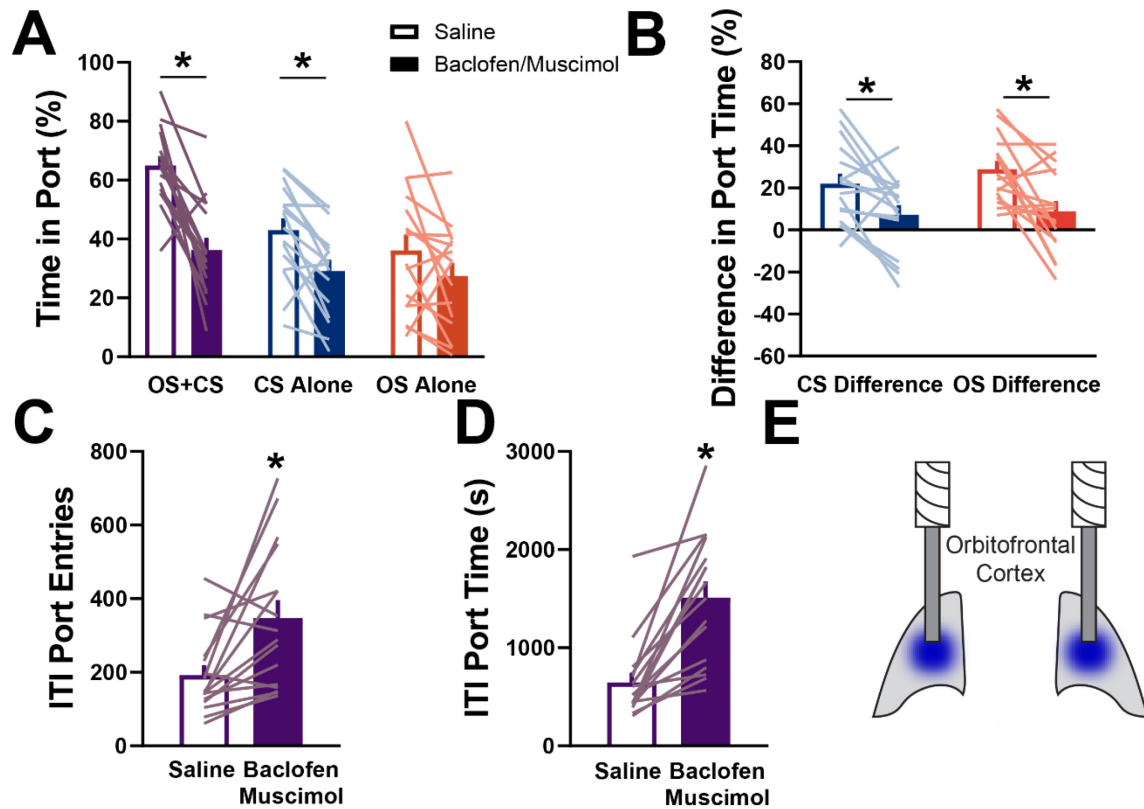 A
Time in Port (%)
100
80
60
40
20
0
*
*
OS+CS
CS Alone
OS Alone
Saline
Baclofen/Muscimol
B
Difference in Port Time (%)
80
60
40
20
0
-20
-40
-60
*
*
CS Difference
OS Difference
C
ITI Port Entries
800
600
400
200
0
*
Saline
Baclofen
Muscimol
D
ITI Port Time (s)
3000
2000
1000
0
*
Saline
Baclofen
Muscimol
E
Orbitofrontal
Cortex